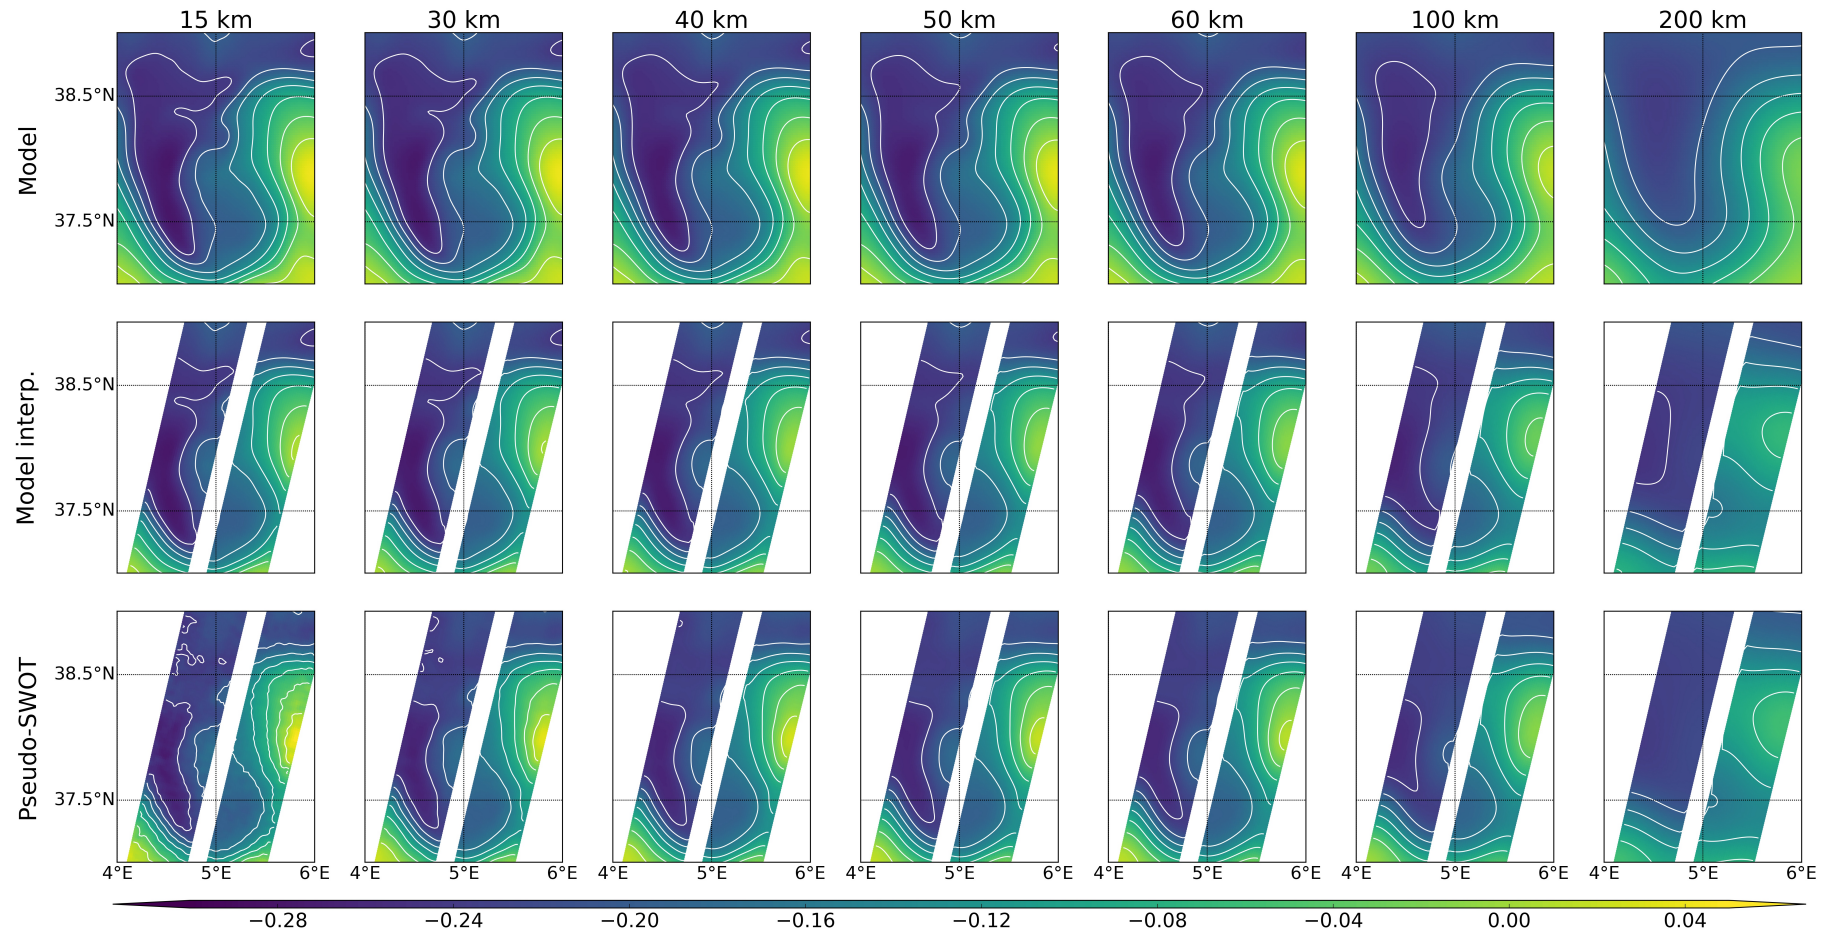 15 km 30 km 40 km 50 km 60 km 100 km 200 km
Model
38.5°N
37.5°N
Model interp.
38.5°N
37.5°N
Pseudo-SWOT
38.5°N
37.5°N
4°E 5°E 6°E 4°E 5°E 6°E 4°E 5°E 6°E 4°E 5°E 6°E 4°E 5°E 6°E 4°E 5°E 6°E 4°E 5°E 6°E
−0.28 −0.24 −0.20 −0.16 −0.12 −0.08 −0.04 0.00 0.04